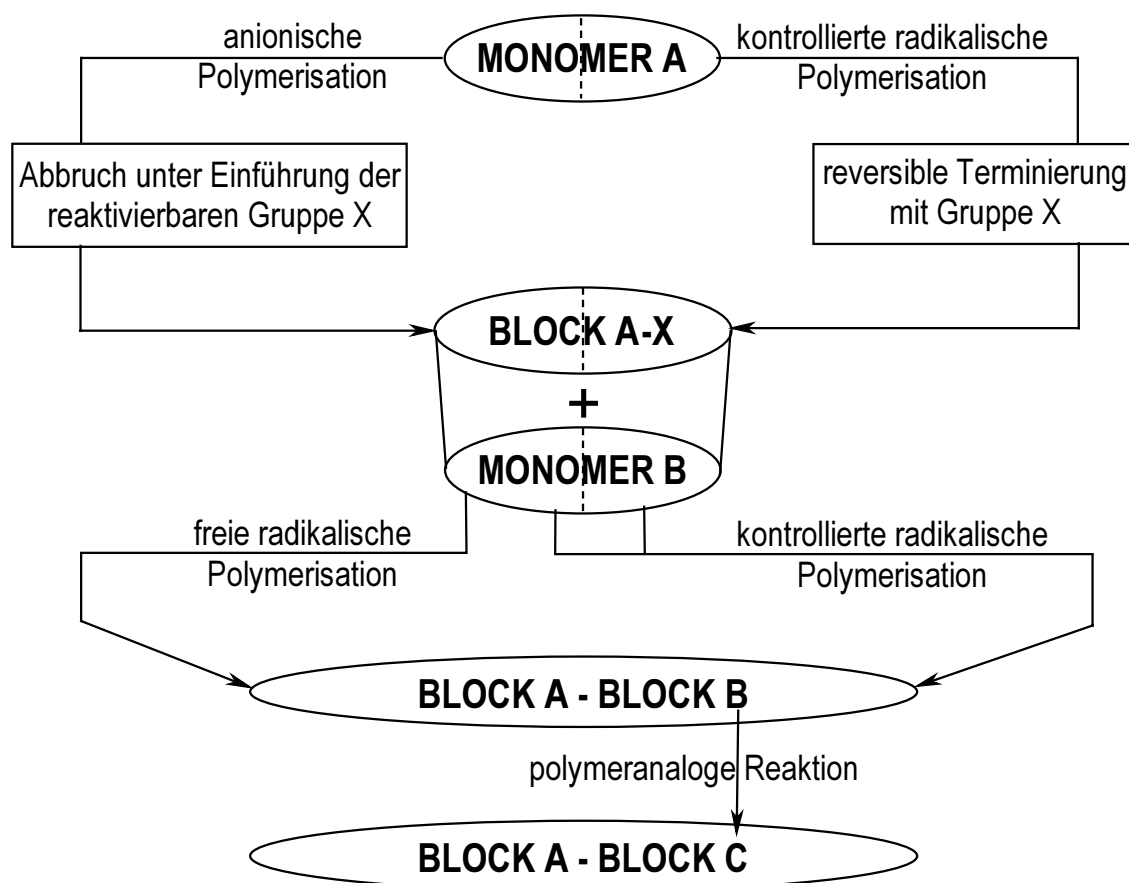 anionische
Polymerisation
MONOMER A
kontrollierte radikalische
Polymerisation
Abbruch unter Einführung der
reaktivierbaren Gruppe X
reversible Terminierung
mit Gruppe X
BLOCK A-X
+
MONOMER B
freie radikalische
Polymerisation
kontrollierte radikalische
Polymerisation
BLOCK A - BLOCK B
polymeranaloge Reaktion
BLOCK A - BLOCK C